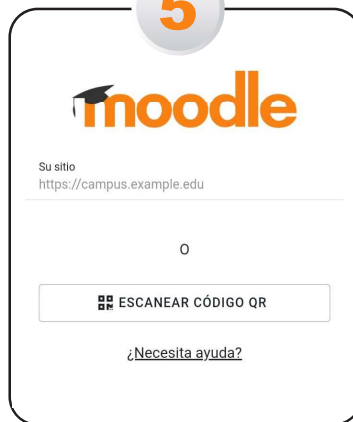 5
moodle
Su sitio
https://campus.example.edu
O
ESCANEAR CÓDIGO QR
¿Necesita ayuda?